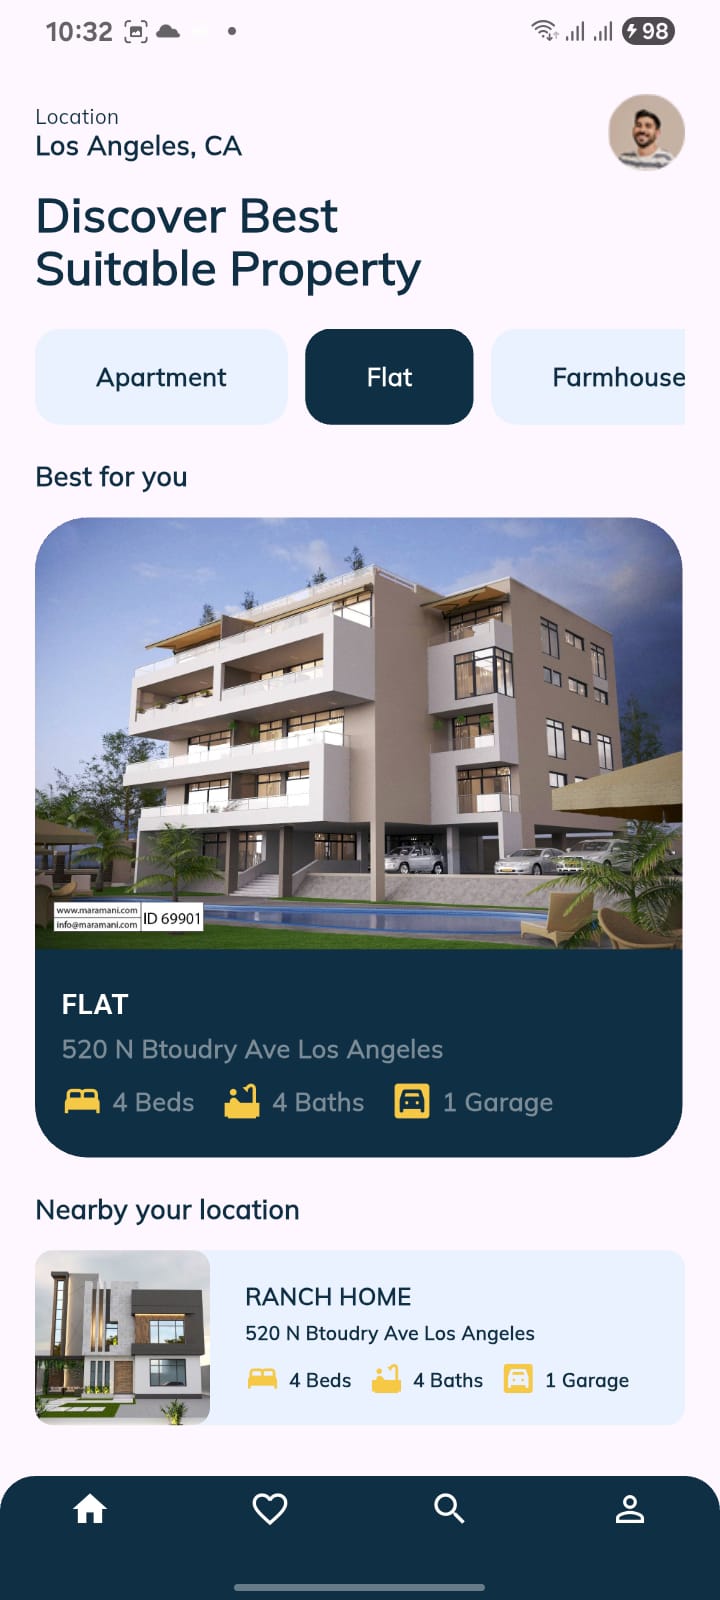 10:32
98
Location
Los Angeles, CA
Discover Best
Suitable Property
Apartment Flat Farmhouse
Best for you
www.maramani.com
info@maramani.com
ID 69901
FLAT
520 N Btoudry Ave Los Angeles
4 Beds 4 Baths 1 Garage
Nearby your location
RANCH HOME
520 N Btoudry Ave Los Angeles
4 Beds 4 Baths 1 Garage